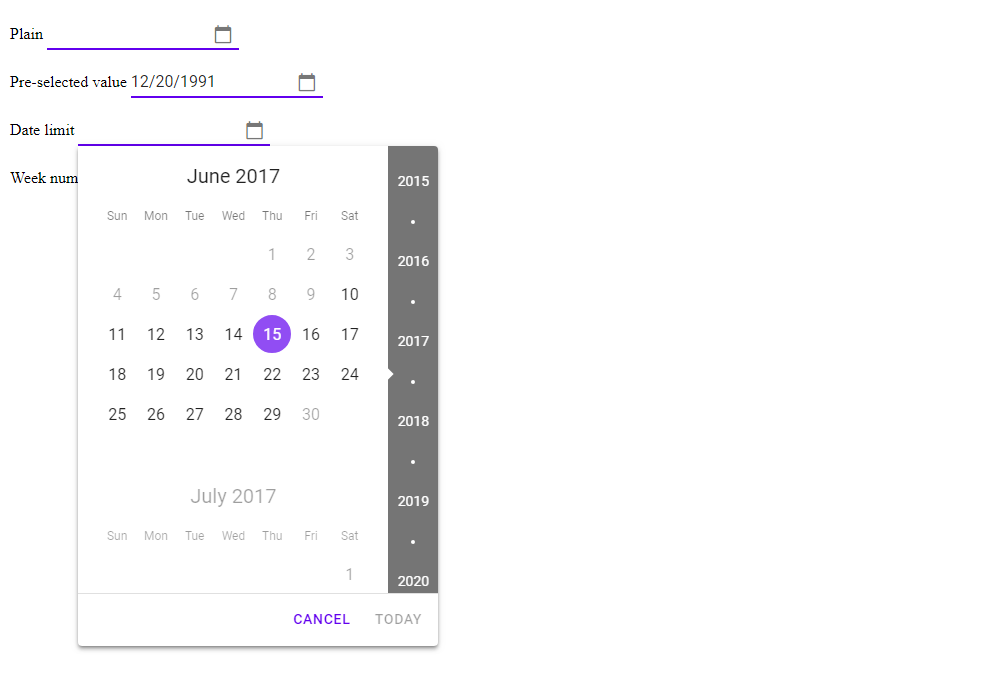 Plain
Pre-selected value 12/20/1991
Date limit
Week num
June 2017
Sun Mon Tue Wed Thu Fri Sat
1 2 3
4 5 6 7 8 9 10
11 12 13 14 15 16 17
18 19 20 21 22 23 24
25 26 27 28 29 30
July 2017
Sun Mon Tue Wed Thu Fri Sat
1
2015
2016
2017
2018
2019
2020
CANCEL TODAY